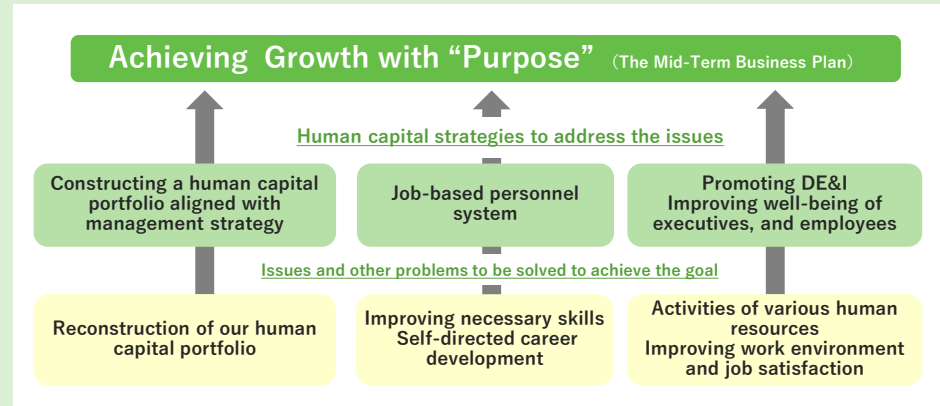 Achieving Growth with “Purpose” (The Mid-Term Business Plan)
Human capital strategies to address the issues
Constructing a human capital
portfolio aligned with
management strategy
Job-based personnel
system
Promoting DE&I
Improving well-being of
executives, and employees
Issues and other problems to be solved to achieve the goal
Reconstruction of our human
capital portfolio
Improving necessary skills
Self-directed career
development
Activities of various human
resources
Improving work environment
and job satisfaction